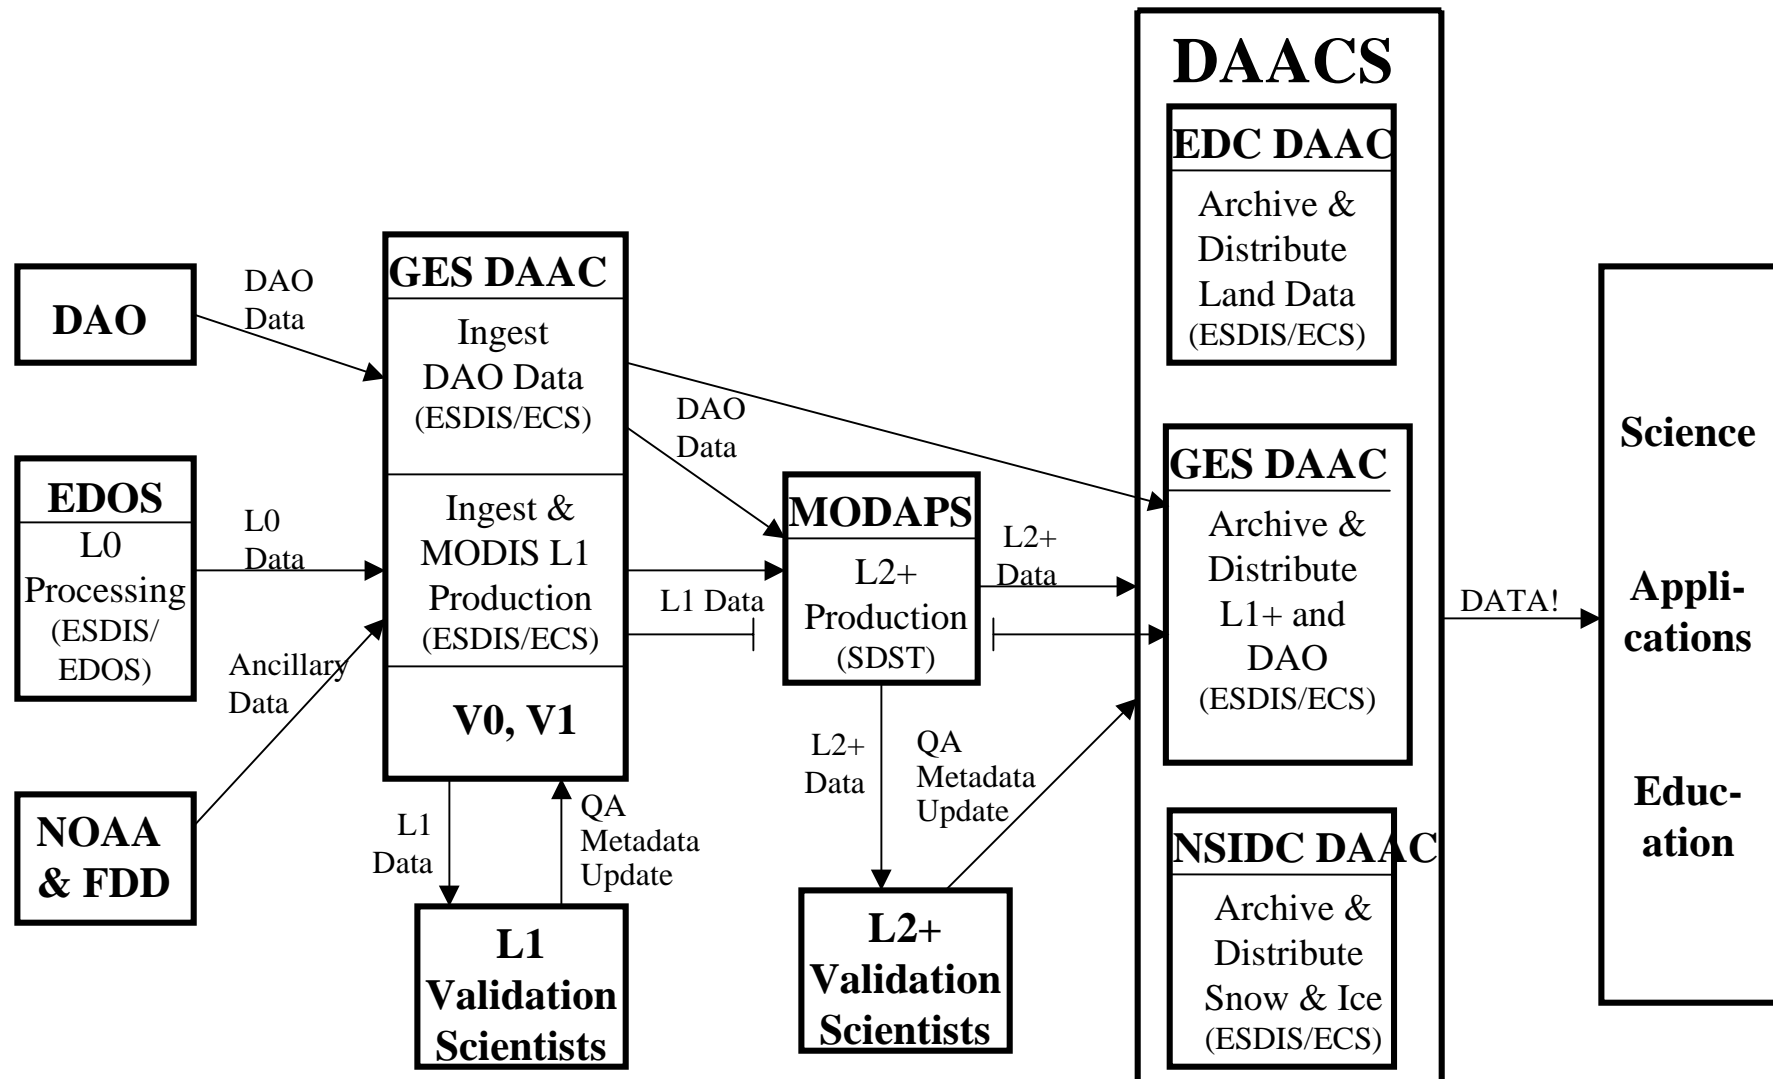 DAACS
EDC DAAC
Archive &
Distribute
Land Data
(ESDIS/ECS)
DAO
DAO
Data
GES DAAC
Ingest
DAO Data
(ESDIS/ECS)
Ingest &
MODIS L1
Production
(ESDIS/ECS)
V0, V1
EDOS
L0
Processing
(ESDIS/
EDOS)
L0
Data
Ancillary
Data
NOAA
& FDD
L1
Data
QA
Metadata
Update
L1
Validation
Scientists
DAO
Data
L1 Data
MODAPS
L2+
Production
(SDST)
L2+
Data
L2+
Data
QA
Metadata
Update
L2+
Validation
Scientists
GES DAAC
Archive &
Distribute
L1+ and
DAO
(ESDIS/ECS)
NSIDC DAAC
Archive &
Distribute
Snow & Ice
(ESDIS/ECS)
DATA!
Science
Appli-
cations
Educ-
ation